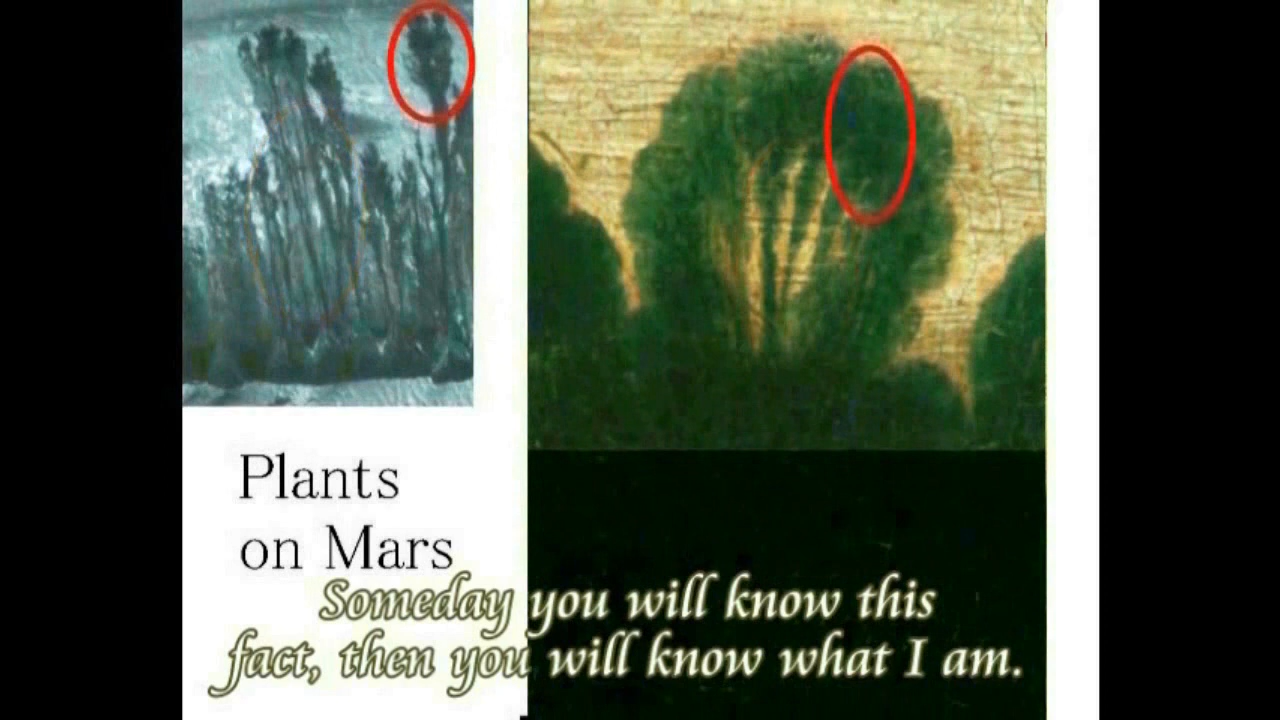 Plants
on Mars
Someday you will know this
fact, then you will know what I am.